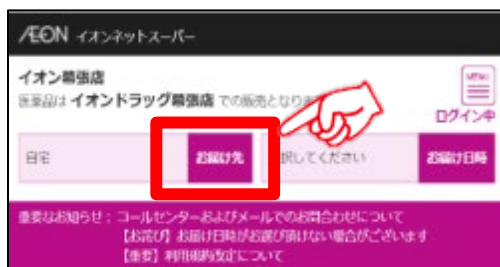 ÆON イオンネットスーパー
イオン幕張店
医薬品は イオンドラッグ幕張店 での販売となり
MENU
ログイン中
自宅
お届け先
択してください
お届け日時
重要なお知らせ： コールセンターおよびメールでのお問合わせについて
【お詫び】お届け日時がお選び頂けない場合がございます
【重要】利用規約改定について